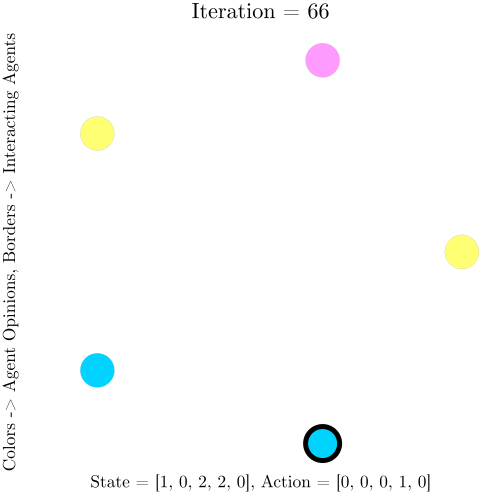 Iteration = 66
Colors -> Agent Opinions, Borders -> Interacting Agents
State = [1, 0, 2, 2, 0], Action = [0, 0, 0, 1, 0]